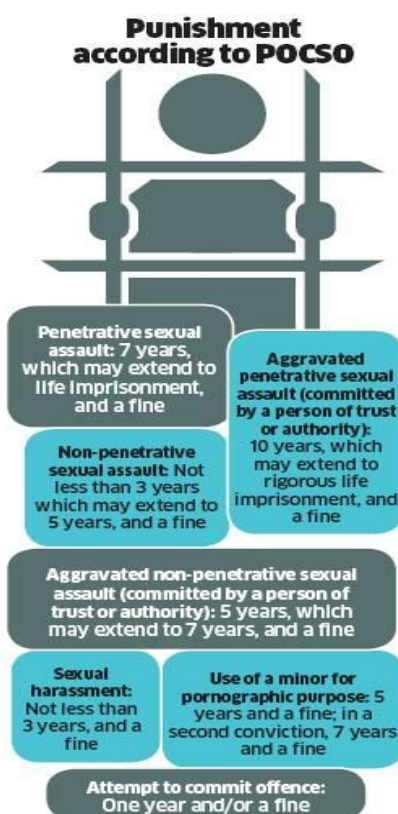 Punishment
according to POCSO
Penetrative sexual
assault: 7 years,
which may extend to
life imprisonment,
and a fine
Aggravated
penetrative sexual
assault (committed
by a person of trust
or authority):
10 years, which
may extend to
rigorous life
imprisonment, and
a fine
Non-penetrative
sexual assault: Not
less than 3 years
which may extend to
5 years, and a fine
Aggravated non-penetrative sexual
assault (committed by a person of
trust or authority): 5 years, which
may extend to 7 years, and a fine
Sexual
harassment:
Not less than
3 years, and a
fine
Use of a minor for
pornographic purpose: 5
years and a fine; in a
second conviction, 7 years
and a fine
Attempt to commit offence:
One year and/or a fine